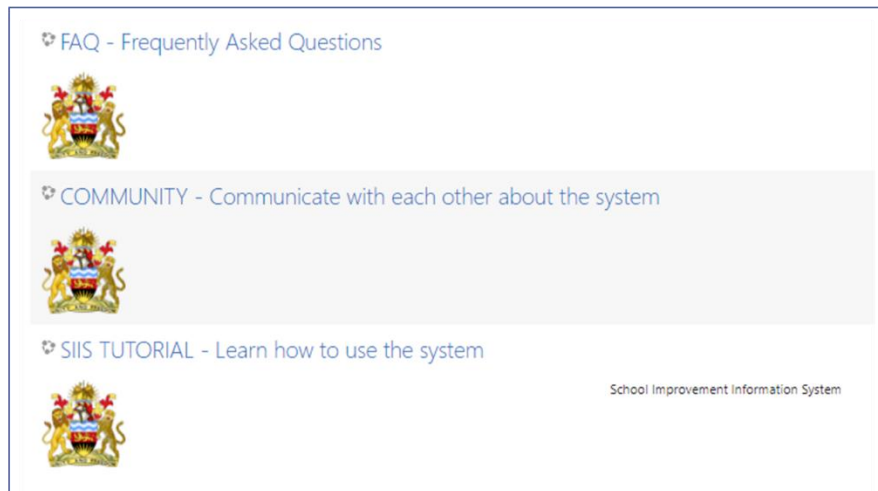 FAQ - Frequently Asked Questions
COMMUNITY - Communicate with each other about the system
SIIS TUTORIAL - Learn how to use the system
School Improvement Information System